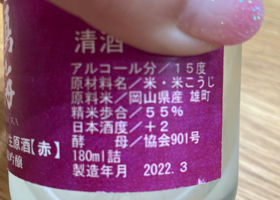 清酒
アルコール分／１５度
原材料名／米・米こうじ
原料米／岡山県産 雄町
精米歩合／５５％
日本酒度／＋２
酵　母／協会901号
180ml詰
製造年月　2022. 3
生原酒【赤】
吟醸